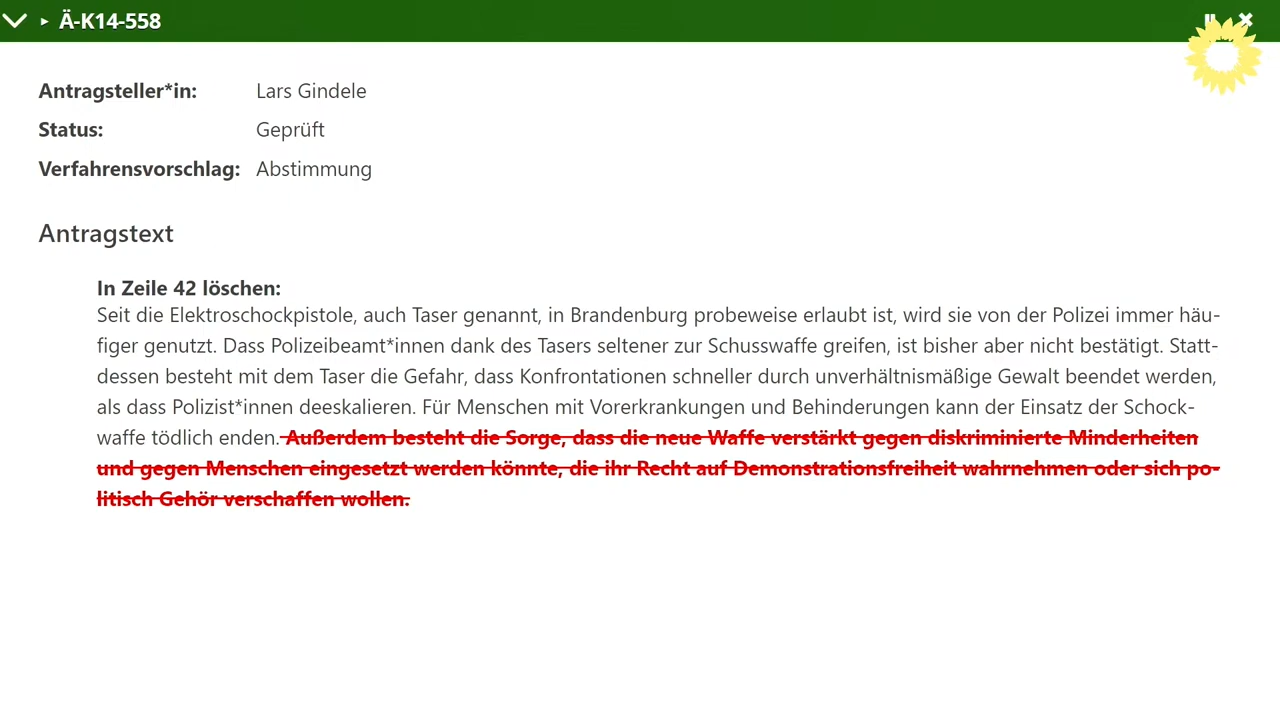 Ä-K14-558
Antragsteller*in: Lars Gindele
Status: Geprüft
Verfahrensvorschlag: Abstimmung
Antragstext
In Zeile 42 löschen:
Seit die Elektroschockpistole, auch Taser genannt, in Brandenburg probeweise erlaubt ist, wird sie von der Polizei immer häu-
figer genutzt. Dass Polizeibeamt*innen dank des Tasers seltener zur Schusswaffe greifen, ist bisher aber nicht bestätigt. Statt-
dessen besteht mit dem Taser die Gefahr, dass Konfrontationen schneller durch unverhältnismäßige Gewalt beendet werden,
als dass Polizist*innen deeskalieren. Für Menschen mit Vorerkrankungen und Behinderungen kann der Einsatz der Schock-
waffe tödlich enden. Außerdem besteht die Sorge, dass die neue Waffe verstärkt gegen diskriminierte Minderheiten
und gegen Menschen eingesetzt werden könnte, die ihr Recht auf Demonstrationsfreiheit wahrnehmen oder sich po-
litisch Gehör verschaffen wollen.